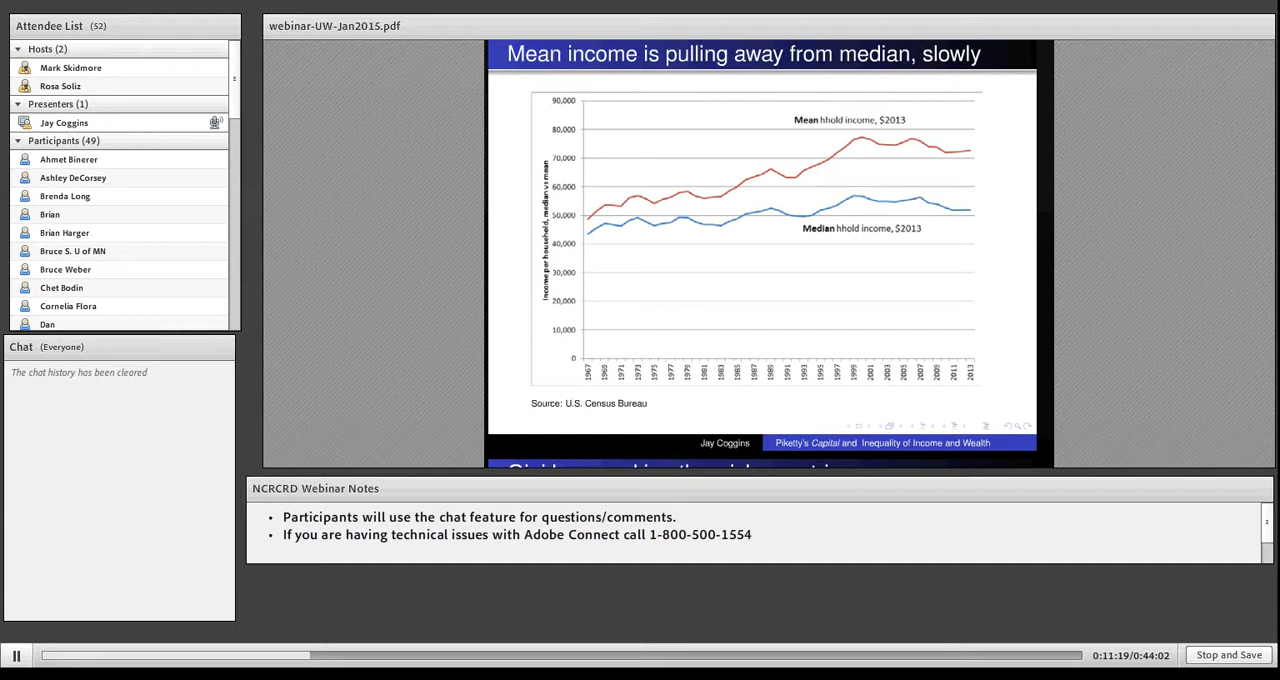 Attendee List (52)
Hosts (2)
Mark Skidmore
Rosa Soliz
Presenters (1)
Jay Coggins
Participants (49)
Ahmet Binerer
Ashley DeCorsey
Brenda Long
Brian
Brian Harger
Bruce S. U of MN
Bruce Weber
Chet Bodin
Cornelia Flora
Dan
Chat (Everyone)
The chat history has been cleared
webinar-UW-Jan2015.pdf
Mean income is pulling away from median, slowly
90,000
80,000
70,000
60,000
50,000
40,000
30,000
20,000
10,000
0
Income per household, median vs mean
Mean hhold income, $2013
Median hhold income, $2013
1967
1969
1971
1973
1975
1977
1979
1981
1983
1985
1987
1989
1991
1993
1995
1997
1999
2001
2003
2005
2007
2009
2011
2013
Source: U.S. Census Bureau
Jay Coggins
Piketty's Capital and Inequality of Income and Wealth
NCRCRD Webinar Notes
• Participants will use the chat feature for questions/comments.
• If you are having technical issues with Adobe Connect call 1-800-500-1554
0:11:19/0:44:02
Stop and Save